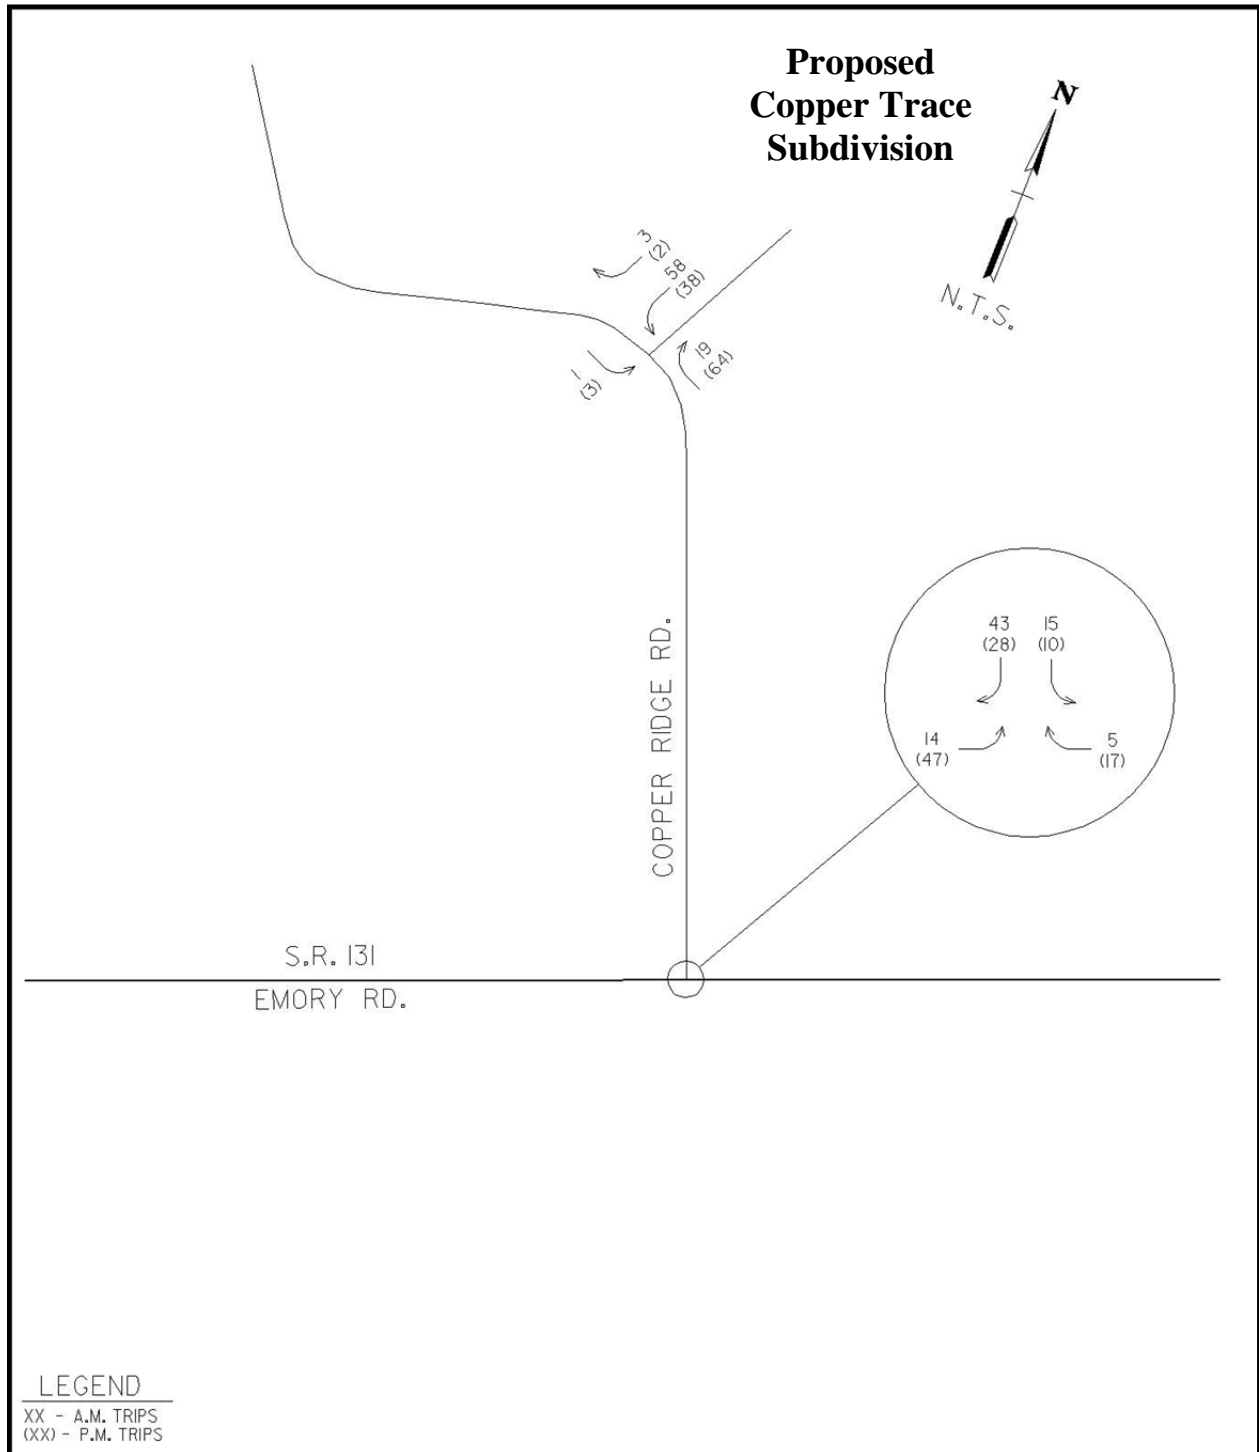 Proposed
Copper Trace
Subdivision
N
N.T.S.
3
(2)
58
(38)
19
(64)
1
(3)
COPPER RIDGE RD.
43 15
(28) (10)
14 5
(47) (17)
S.R. 131
EMORY RD.
LEGEND
XX - A.M. TRIPS
(XX) - P.M. TRIPS